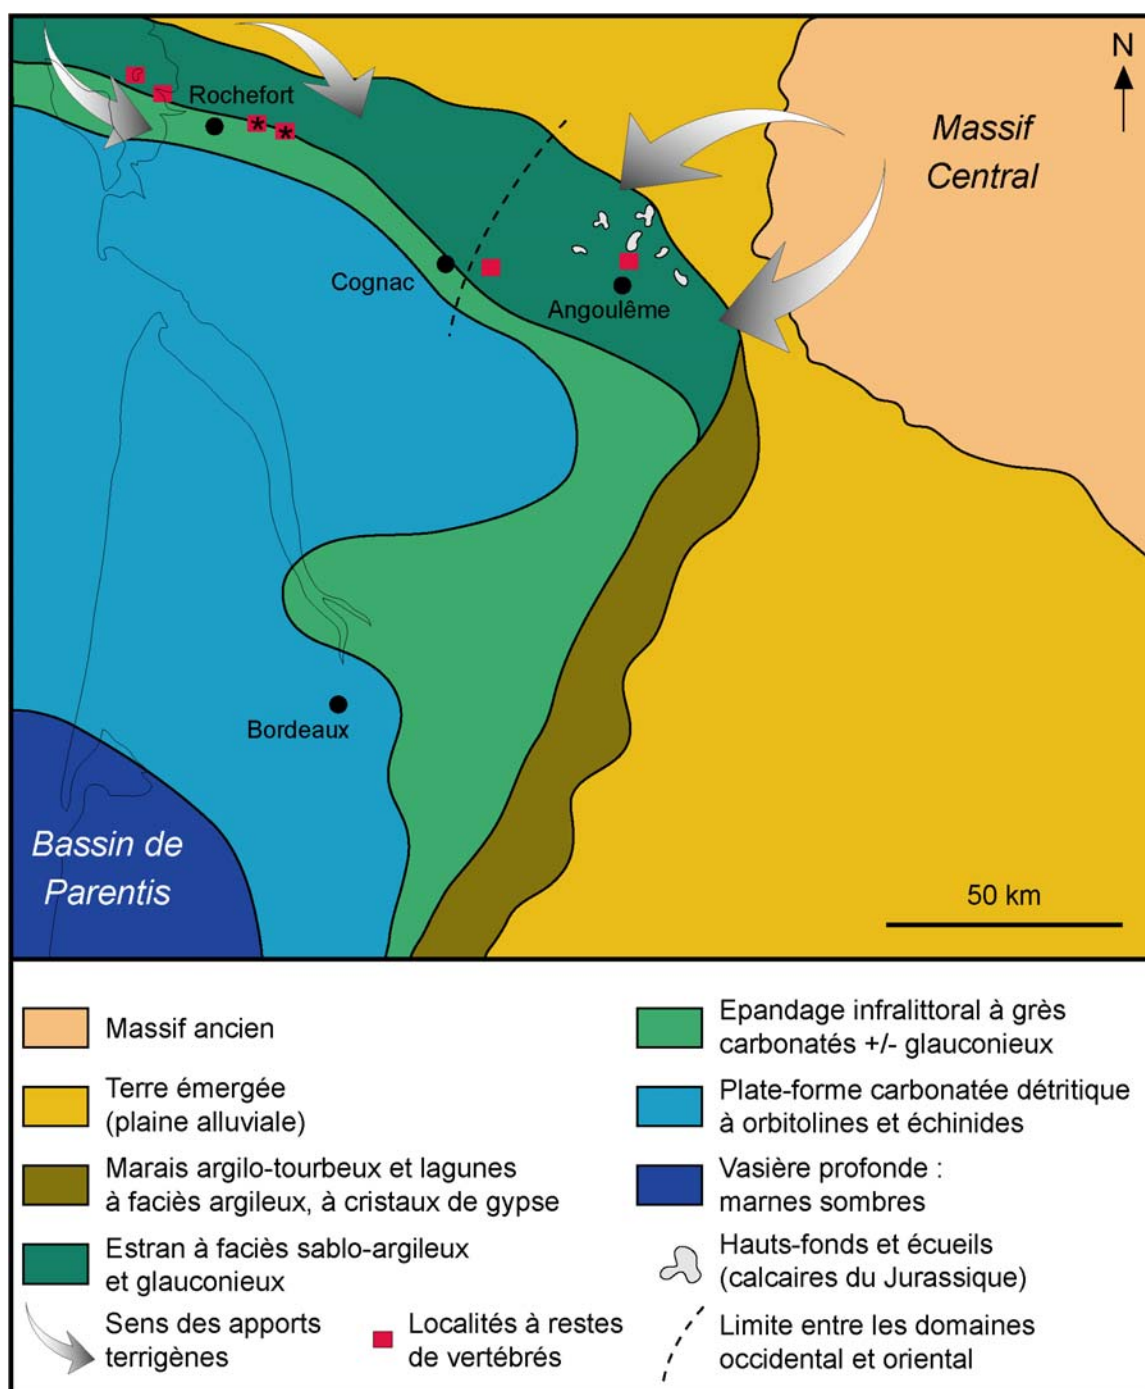 N
Rochefort
Massif
Central
Cognac
Angoulême
Bordeaux
Bassin de
Parentis
50 km
Massif ancien
Terre émergée
(plaine alluviale)
Marais argilo-tourbeux et lagunes
à faciès argileux, à cristaux de gypse
Estran à faciès sablo-argileux
et glauconieux
Sens des apports
terrigènes
Localités à restes
de vertébrés
Epandage infralittoral à grès
carbonatés +/- glauconieux
Plate-forme carbonatée détritique
à orbitolines et échinides
Vasière profonde :
marnes sombres
Hauts-fonds et écueils
(calcaires du Jurassique)
Limite entre les domaines
occidental et oriental